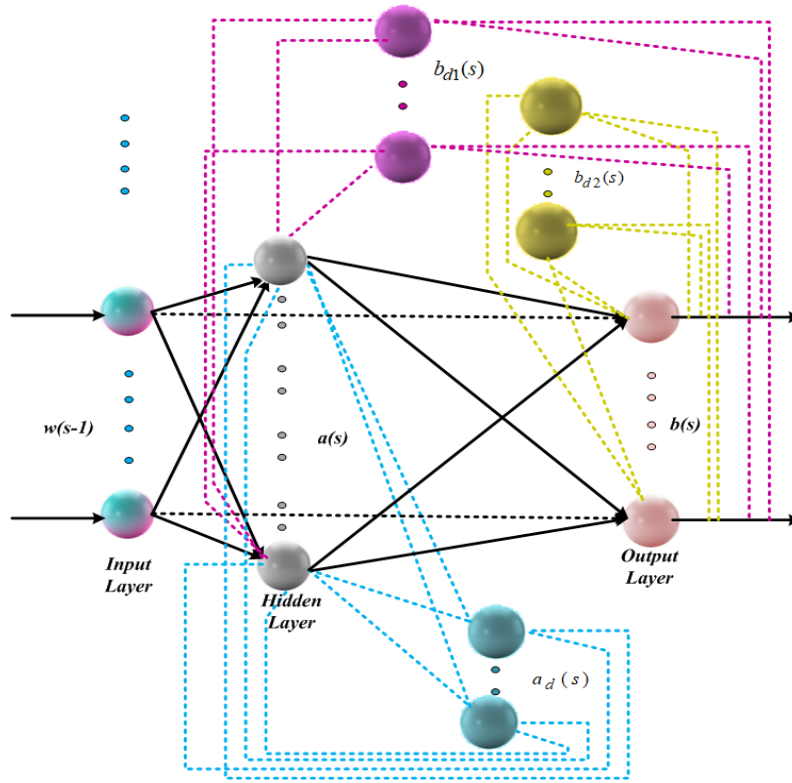 b_{d1}(s)
b_{d2}(s)
w(s-1)
a(s)
b(s)
Input
Layer
Hidden
Layer
Output
Layer
a_d(s)